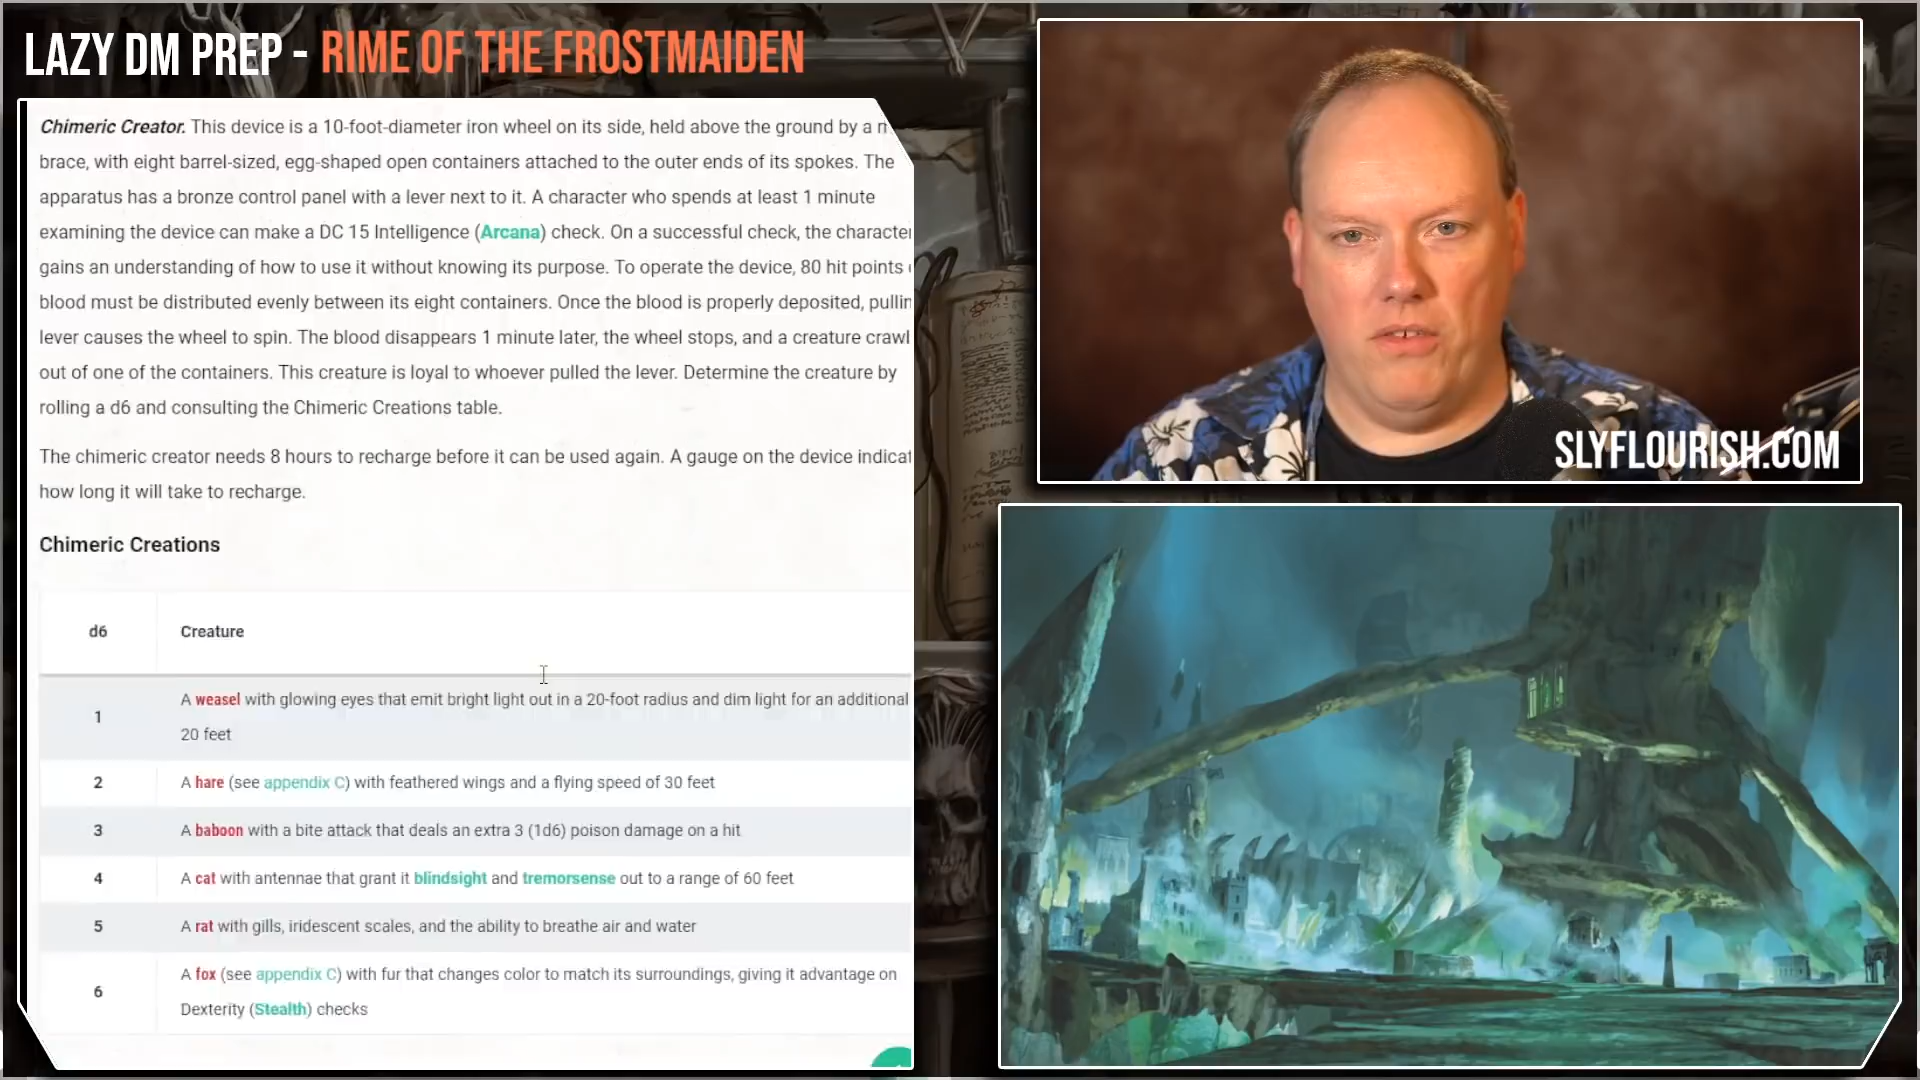 LAZY DM PREP - RIME OF THE FROSTMAIDEN
Chimeric Creator. This device is a 10-foot-diameter iron wheel on its side, held above the ground by a
brace, with eight barrel-sized, egg-shaped open containers attached to the outer ends of its spokes. The
apparatus has a bronze control panel with a lever next to it. A character who spends at least 1 minute
examining the device can make a DC 15 Intelligence (Arcana) check. On a successful check, the character
gains an understanding of how to use it without knowing its purpose. To operate the device, 80 hit points
blood must be distributed evenly between its eight containers. Once the blood is properly deposited, pullin
lever causes the wheel to spin. The blood disappears 1 minute later, the wheel stops, and a creature crawl
out of one of the containers. This creature is loyal to whoever pulled the lever. Determine the creature by
rolling a d6 and consulting the Chimeric Creations table.
The chimeric creator needs 8 hours to recharge before it can be used again. A gauge on the device indicat
how long it will take to recharge.
Chimeric Creations
d6 Creature
1 A weasel with glowing eyes that emit bright light out in a 20-foot radius and dim light for an additional
20 feet
2 A hare (see appendix C) with feathered wings and a flying speed of 30 feet
3 A baboon with a bite attack that deals an extra 3 (1d6) poison damage on a hit
4 A cat with antennae that grant it blindsight and tremorsense out to a range of 60 feet
5 A rat with gills, iridescent scales, and the ability to breathe air and water
6 A fox (see appendix C) with fur that changes color to match its surroundings, giving it advantage on
Dexterity (Stealth) checks
SLYFLOURISH.COM